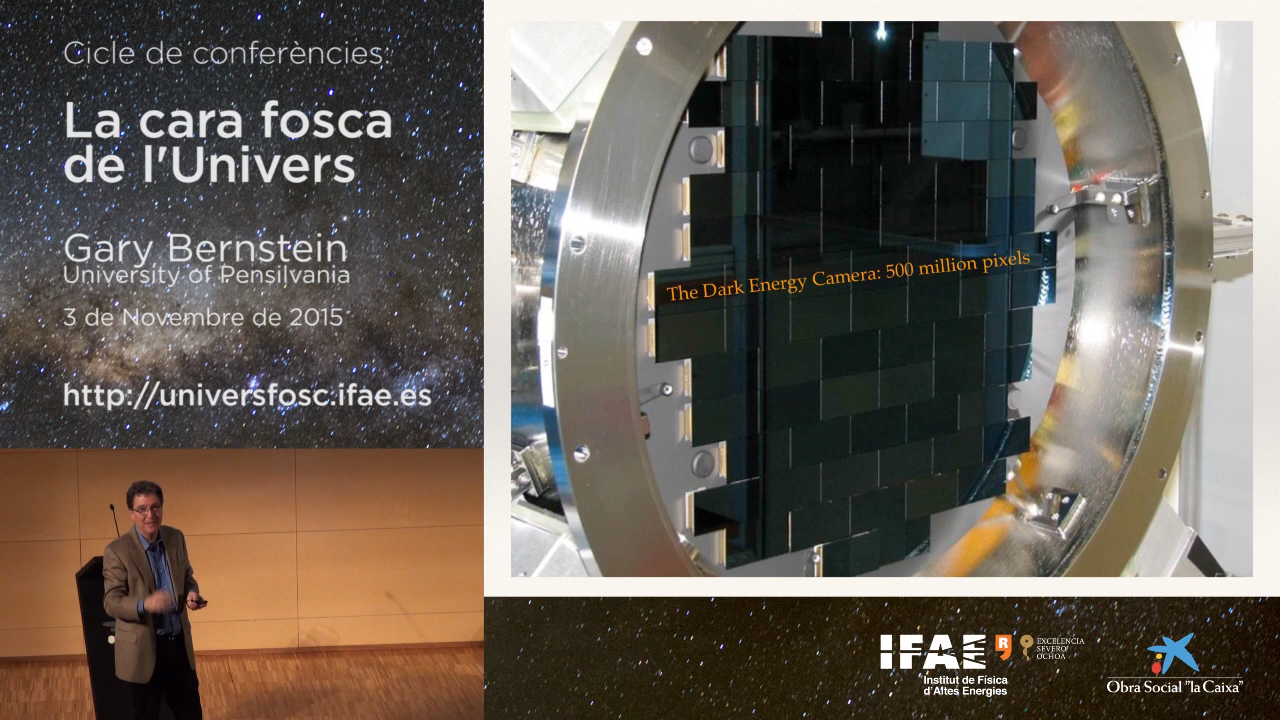 Cicle de conferències:
La cara fosca
de l'Univers
Gary Bernstein
University of Pensilvania
3 de Novembre de 2015
http://universfosc.ifae.es
The Dark Energy Camera: 500 million pixels
IFAE
Institut de Física
d'Altes Energies
R
EXCELENCIA
SEVERO
OCHOA
Obra Social "la Caixa"